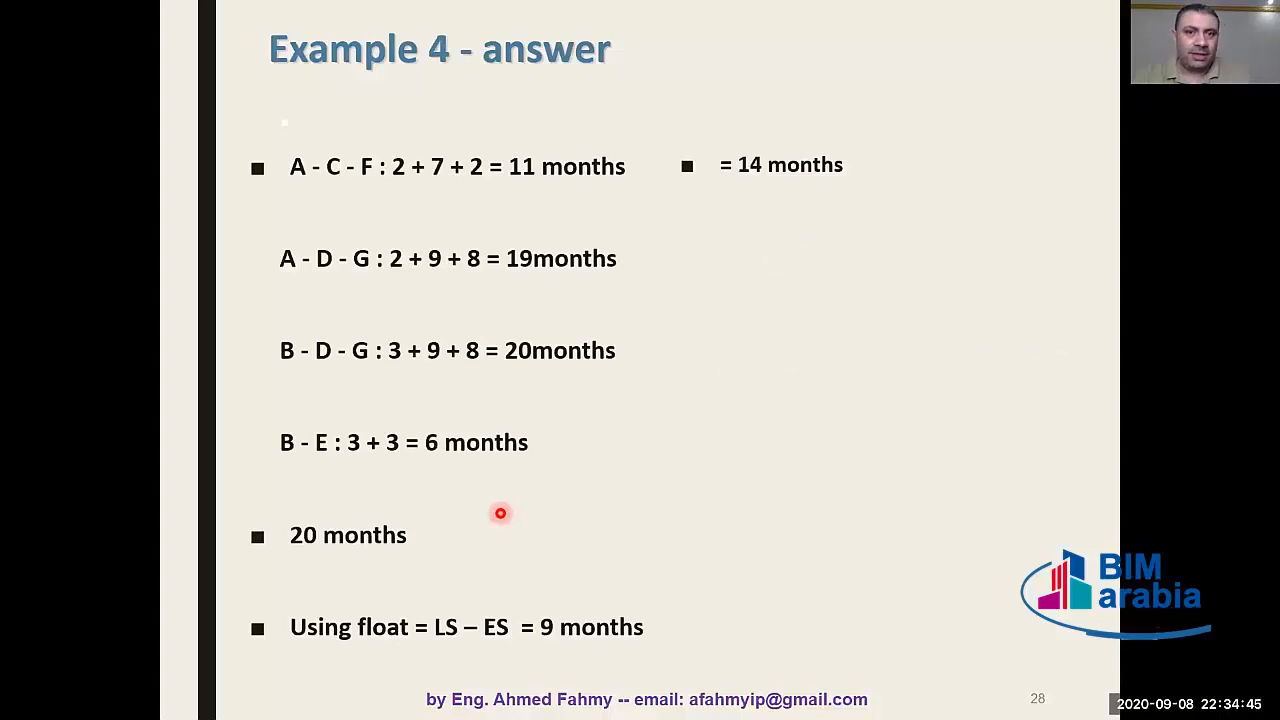 Example 4 - answer
A - C - F : 2 + 7 + 2 = 11 months
= 14 months
A - D - G : 2 + 9 + 8 = 19months
B - D - G : 3 + 9 + 8 = 20months
B - E : 3 + 3 = 6 months
20 months
Using float = LS – ES = 9 months
BIM
arabia
by Eng. Ahmed Fahmy -- email: afahmyip@gmail.com
28
2020-09-08 22:34:45